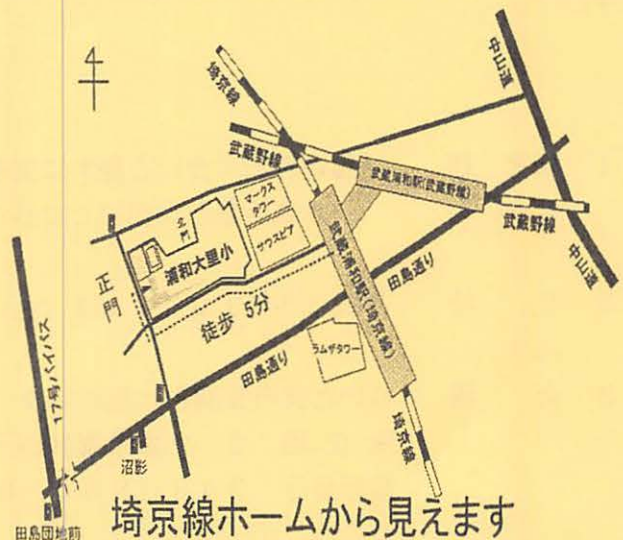 4
中山道
埼京線
武蔵野線
武蔵浦和駅(武蔵野線)
武蔵野線
中山道
マークス
タワー
サウスピア
北門
浦和大里小
正門
武蔵浦和駅(埼京線)
田島通り
徒歩 5分
ラムザタワー
田島通り
17号バイパス
埼京線
沼影
田島団地前
埼京線ホームから見えます